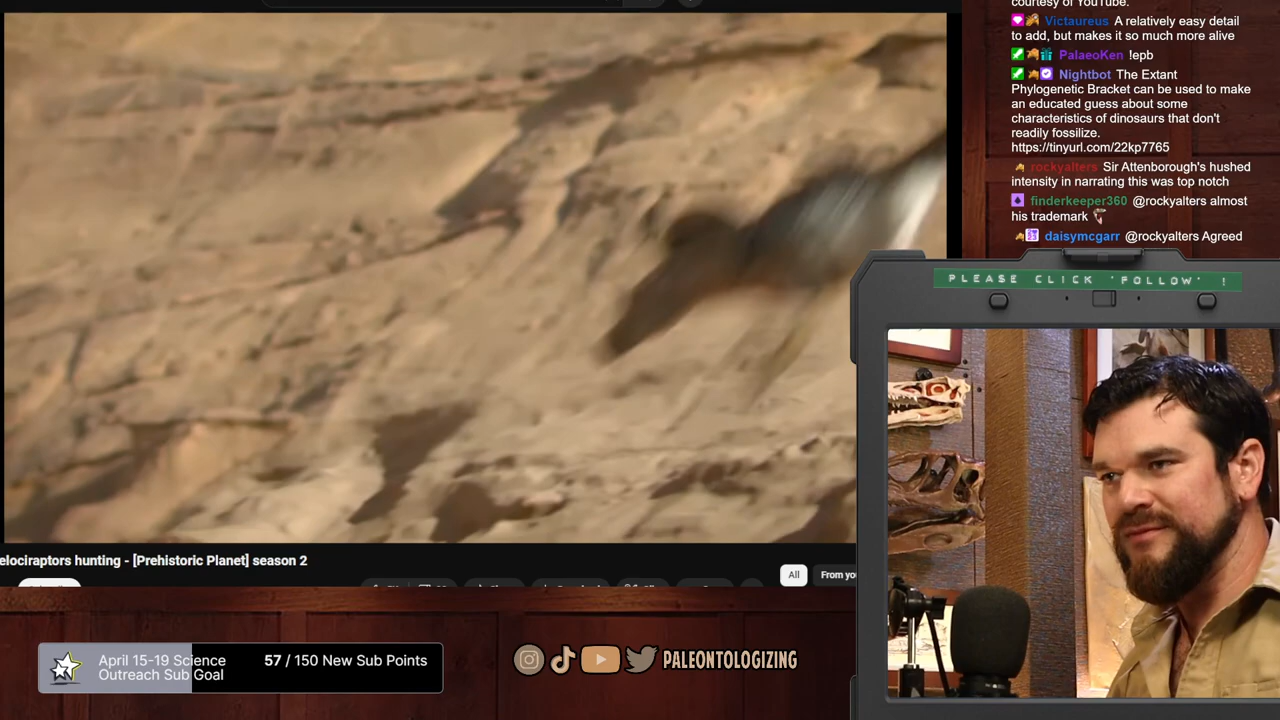 courtesy of YouTube.
Victaureus A relatively easy detail
to add, but makes it so much more alive
PalaeoKen !epb
Nightbot The Extant
Phylogenetic Bracket can be used to make
an educated guess about some
characteristics of dinosaurs that don't
readily fossilize.
https://tinyurl.com/22kp7765
rockyalters Sir Attenborough's hushed
intensity in narrating this was top notch
finderkeeper360 @rockyalters almost
his trademark
daisymcgarr @rockyalters Agreed
PLEASE CLICK "FOLLOW" !
elociraptors hunting - [Prehistoric Planet] season 2
All From you
April 15-19 Science
Outreach Sub Goal
57 / 150 New Sub Points
PALEONTOLOGIZING